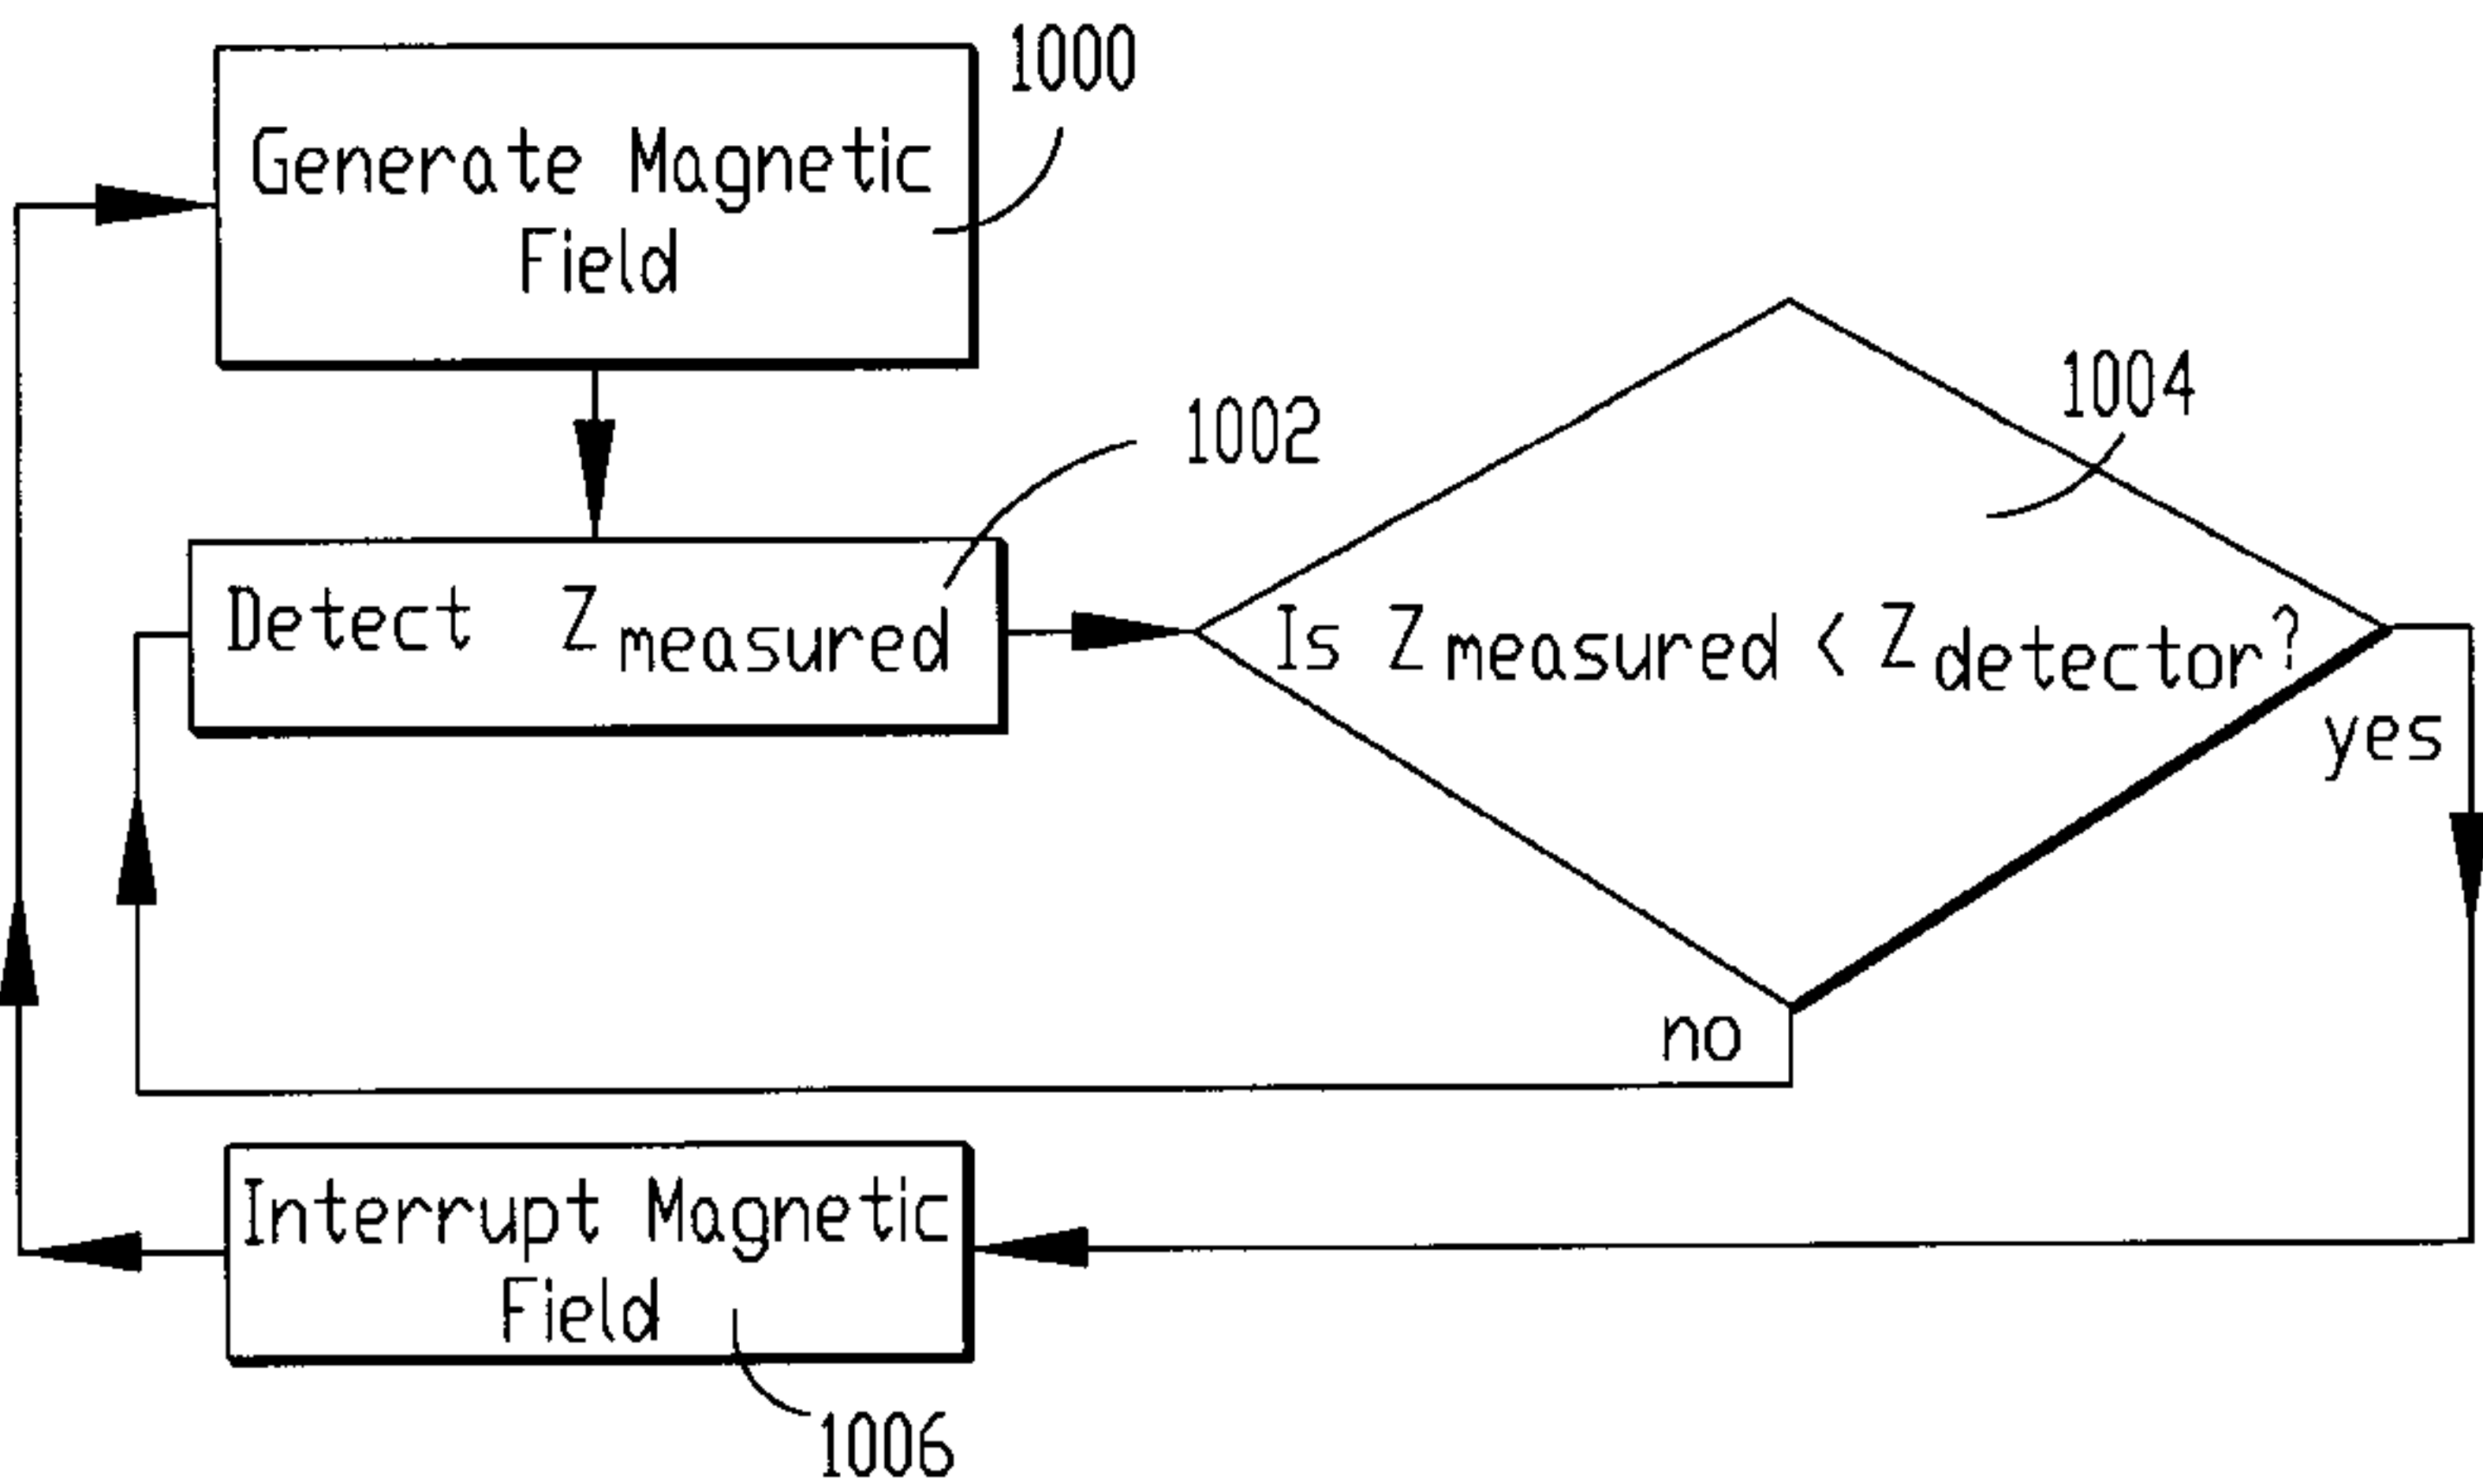 1000
Generate Magnetic
Field
1002
1004
Detect Zmeasured
Is Zmeasured < Zdetector?
yes
no
Interrupt Magnetic
Field
1006